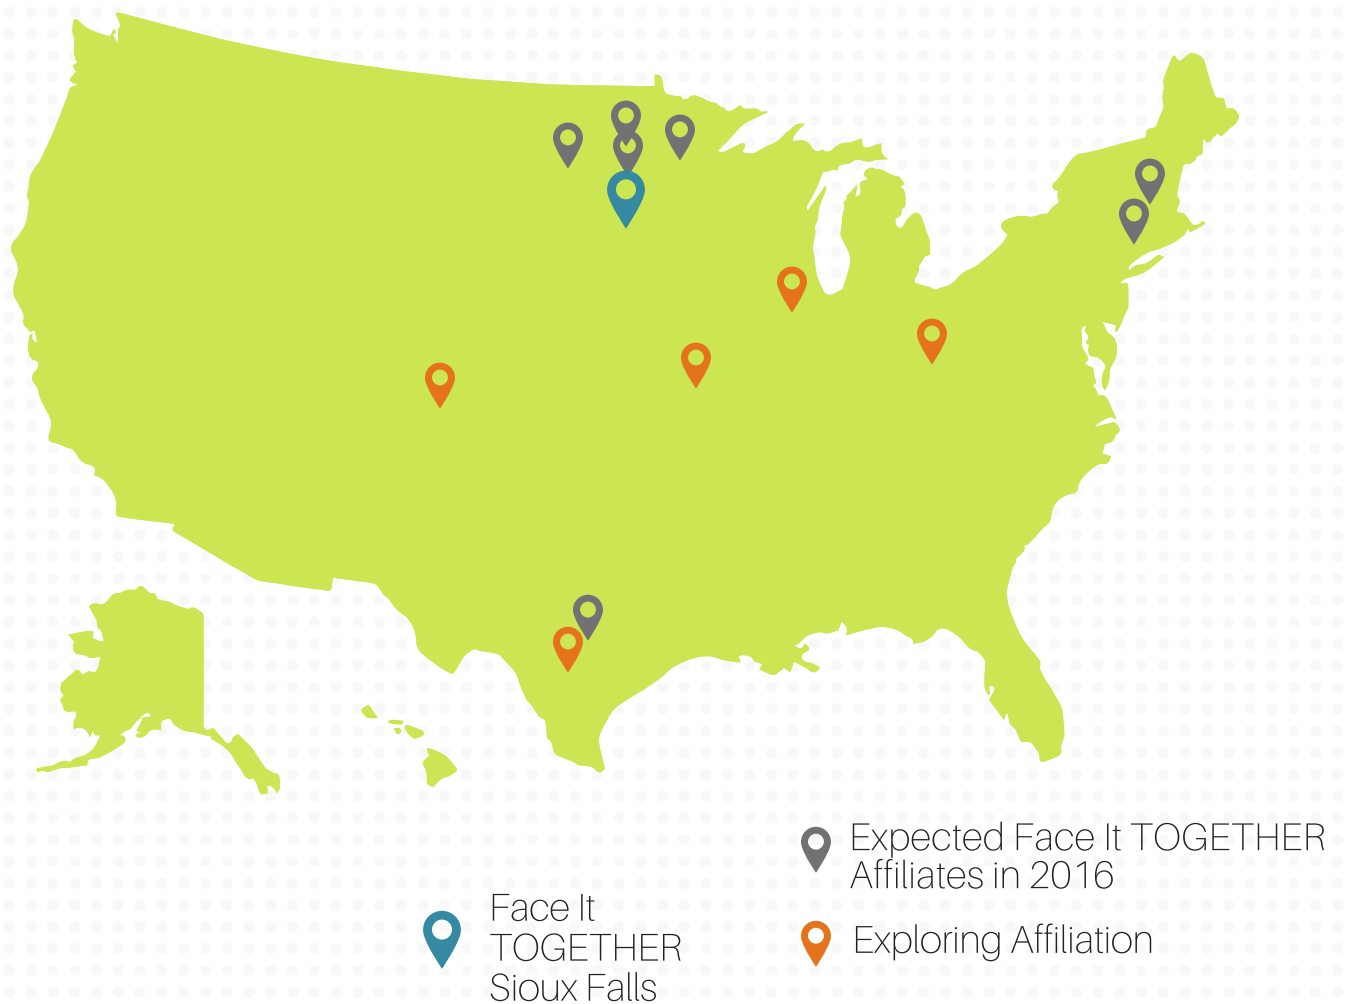 Expected Face It TOGETHER
Affiliates in 2016
Face It
TOGETHER
Sioux Falls
Exploring Affiliation